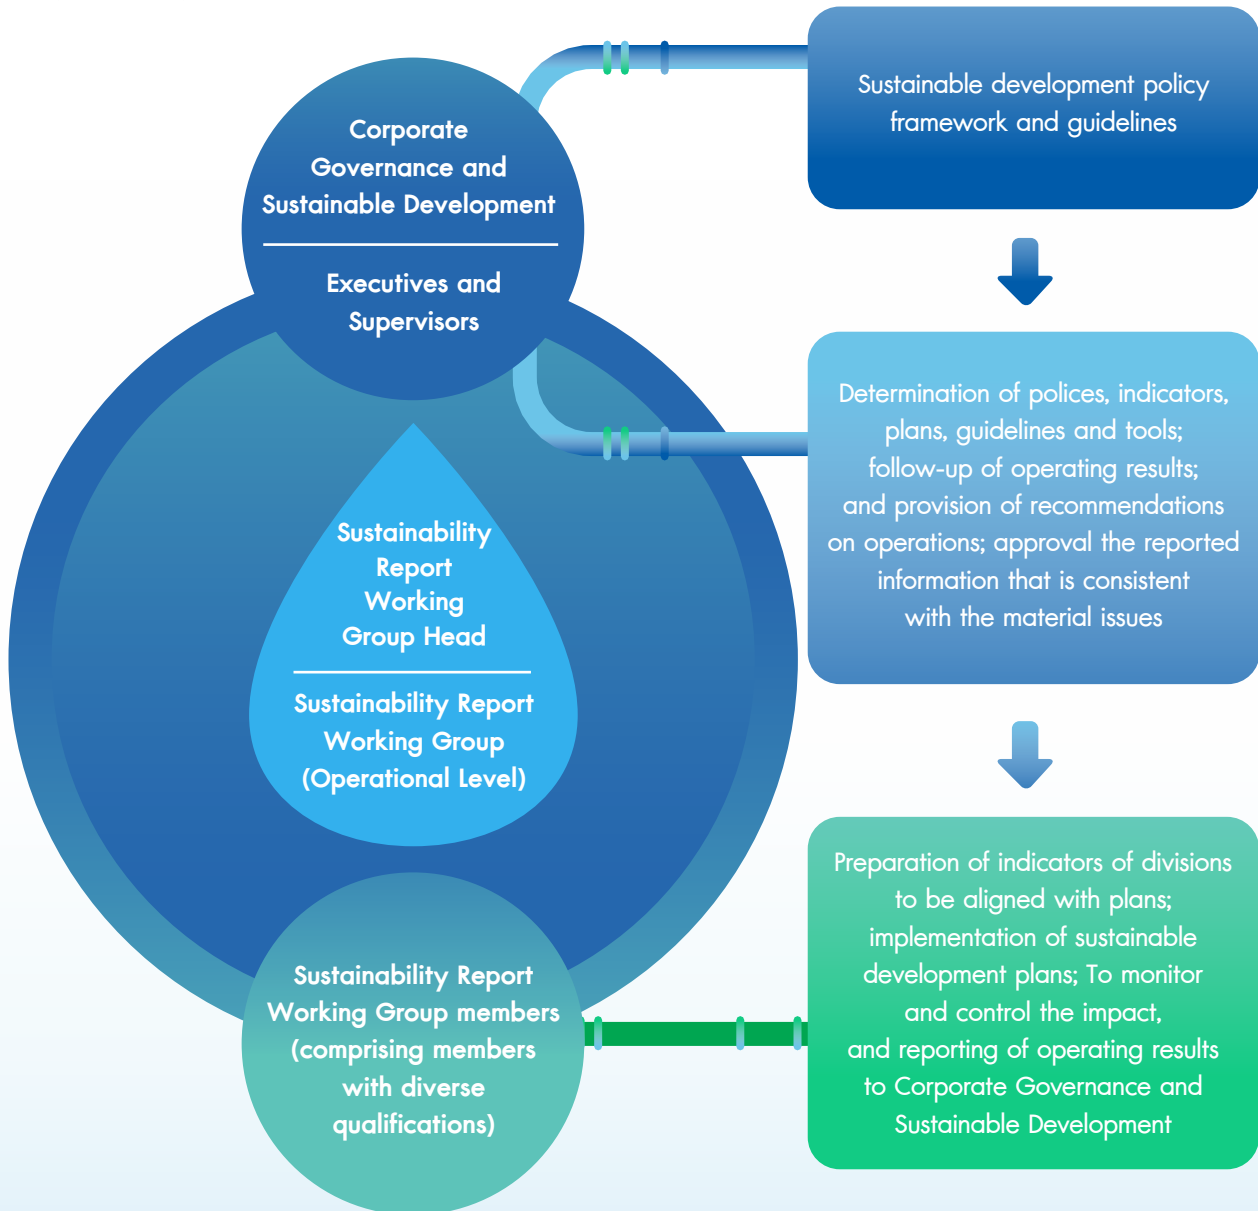 Corporate
Governance and
Sustainable Development
Executives and
Supervisors
Sustainability
Report
Working
Group Head
Sustainability Report
Working Group
(Operational Level)
Sustainability Report
Working Group members
(comprising members
with diverse
qualifications)
Sustainable development policy
framework and guidelines
Determination of polices, indicators,
plans, guidelines and tools;
follow-up of operating results;
and provision of recommendations
on operations; approval the reported
information that is consistent
with the material issues
Preparation of indicators of divisions
to be aligned with plans;
implementation of sustainable
development plans; To monitor
and control the impact,
and reporting of operating results
to Corporate Governance and
Sustainable Development